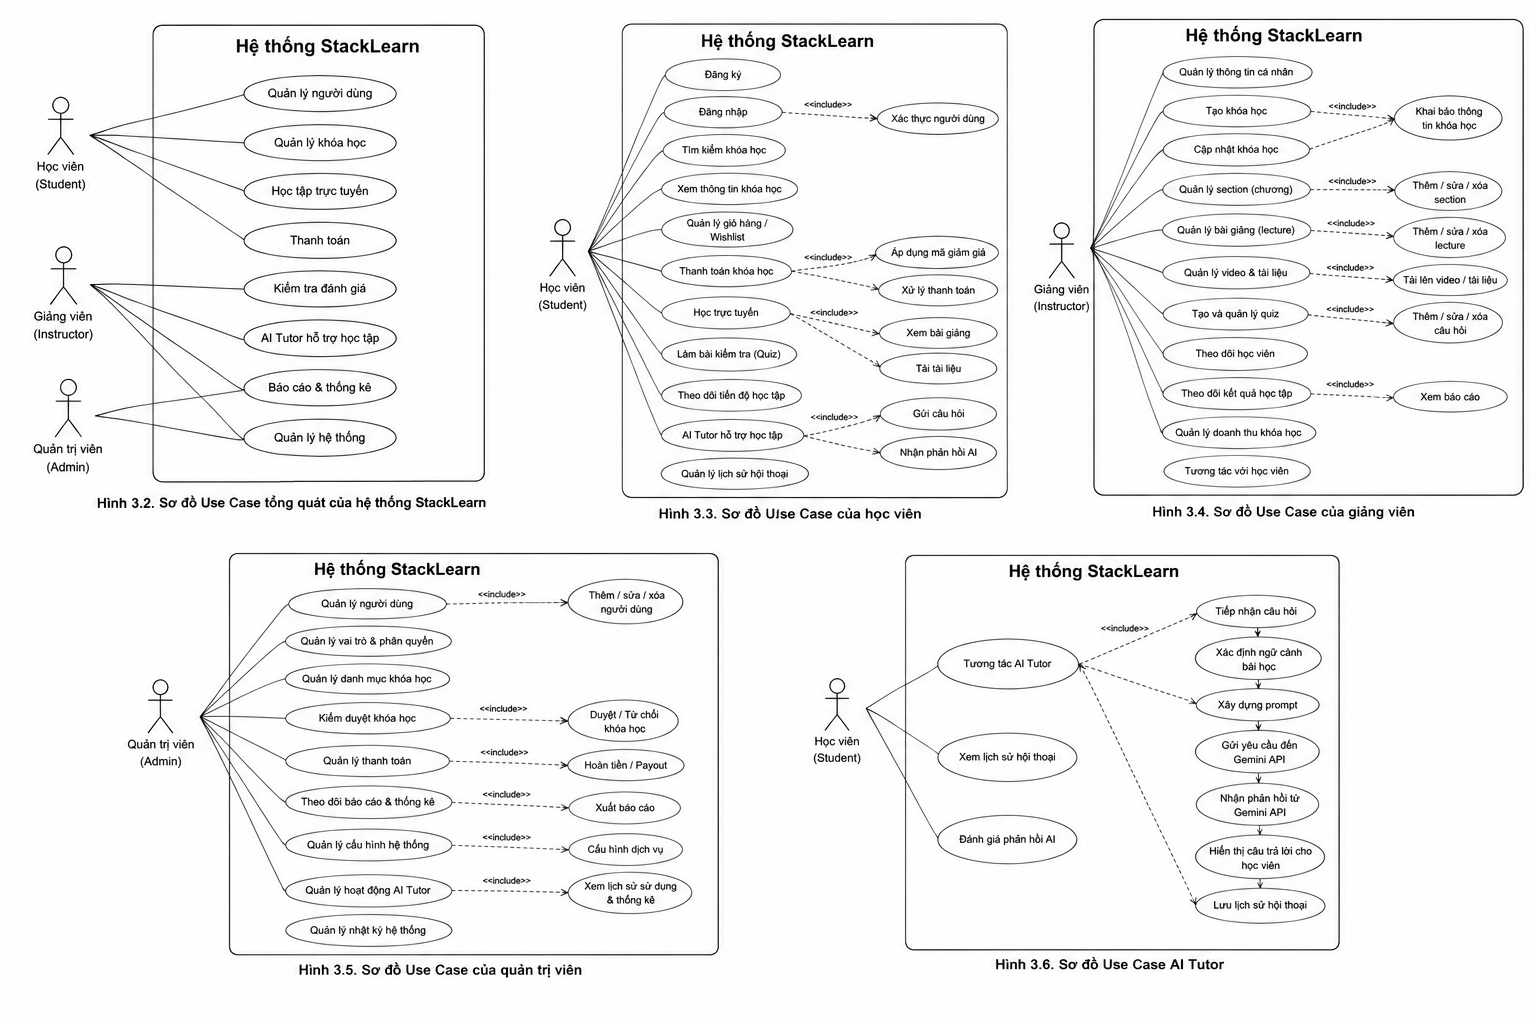 Hệ thống StackLearn
Quản lý người dùng
Quản lý khóa học
Học tập trực tuyến
Thanh toán
Kiểm tra đánh giá
AI Tutor hỗ trợ học tập
Báo cáo & thống kê
Quản lý hệ thống
Học viên
(Student)
Giảng viên
(Instructor)
Quản trị viên
(Admin)
Hình 3.2. Sơ đồ Use Case tổng quát của hệ thống StackLearn
Hệ thống StackLearn
Học viên
(Student)
Đăng ký
Đăng nhập
<<include>>
Xác thực người dùng
Tìm kiếm khóa học
Xem thông tin khóa học
Quản lý giỏ hàng /
Wishlist
Thanh toán khóa học
<<include>>
Áp dụng mã giảm giá
Xử lý thanh toán
Học trực tuyến
<<include>>
Xem bài giảng
Tải tài liệu
Làm bài kiểm tra (Quiz)
Theo dõi tiến độ học tập
AI Tutor hỗ trợ học tập
<<include>>
Gửi câu hỏi
Nhận phản hồi AI
Quản lý lịch sử hội thoại
Hình 3.3. Sơ đồ Use Case của học viên
Hệ thống StackLearn
Giảng viên
(Instructor)
Quản lý thông tin cá nhân
Tạo khóa học
<<include>>
Khai báo thông
tin khóa học
Cập nhật khóa học
Quản lý section (chương)
<<include>>
Thêm / sửa / xóa
section
Quản lý bài giảng (lecture)
<<include>>
Thêm / sửa / xóa
lecture
Quản lý video & tài liệu
<<include>>
Tải lên video / tài liệu
Tạo và quản lý quiz
<<include>>
Thêm / sửa / xóa
câu hỏi
Theo dõi học viên
Theo dõi kết quả học tập
<<include>>
Xem báo cáo
Quản lý doanh thu khóa học
Tương tác với học viên
Hình 3.4. Sơ đồ Use Case của giảng viên
Hệ thống StackLearn
Quản trị viên
(Admin)
Quản lý người dùng
<<include>>
Thêm / sửa / xóa
người dùng
Quản lý vai trò & phân quyền
Quản lý danh mục khóa học
Kiểm duyệt khóa học
<<include>>
Duyệt / Từ chối
khóa học
Quản lý thanh toán
<<include>>
Hoàn tiền / Payout
Theo dõi báo cáo & thống kê
<<include>>
Xuất báo cáo
Quản lý cấu hình hệ thống
<<include>>
Cấu hình dịch vụ
Quản lý hoạt động AI Tutor
<<include>>
Xem lịch sử sử dụng
& thống kê
Quản lý nhật ký hệ thống
Hình 3.5. Sơ đồ Use Case của quản trị viên
Hệ thống StackLearn
Học viên
(Student)
Tương tác AI Tutor
Xem lịch sử hội thoại
Đánh giá phản hồi AI
<<include>>
Tiếp nhận câu hỏi
Xác định ngữ cảnh
bài học
Xây dựng prompt
Gửi yêu cầu đến
Gemini API
Nhận phản hồi từ
Gemini API
Hiển thị câu trả lời cho
học viên
Lưu lịch sử hội thoại
Hình 3.6. Sơ đồ Use Case AI Tutor